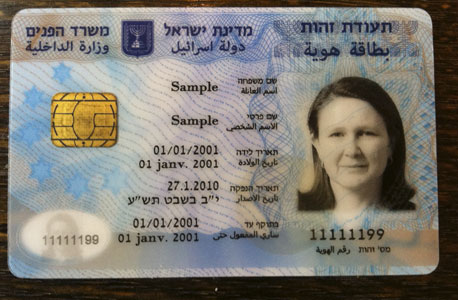 תעודת זהות
بطاقة هوية
מדינת ישראל
دولة اسرائيل
משרד הפנים
وزارة الداخلية
שם משפחה
اسم العائلة
Sample
שם פרטי
الاسم الشخصي
Sample
תאריך לידה 01/01/2001
تاريخ الولادة 01 janv. 2001
תאריך הנפקה 27.1.2010
تاريخ الاصدار י"ב בשבט תש"ע
בתוקף עד 01/01/2001
ساري المفعول حتى 01 janv. 2001
11111199
מס' זהות رقم الهوية
11111199